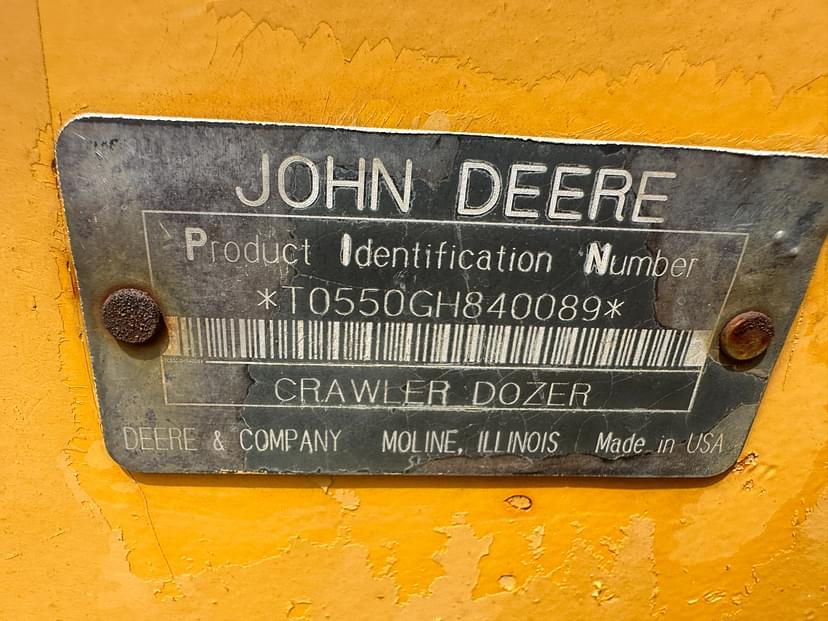 JOHN DEERE
Product Identification Number
*T0550GH840089*
CRAWLER DOZER
DEERE & COMPANY MOLINE, ILLINOIS Made in USA